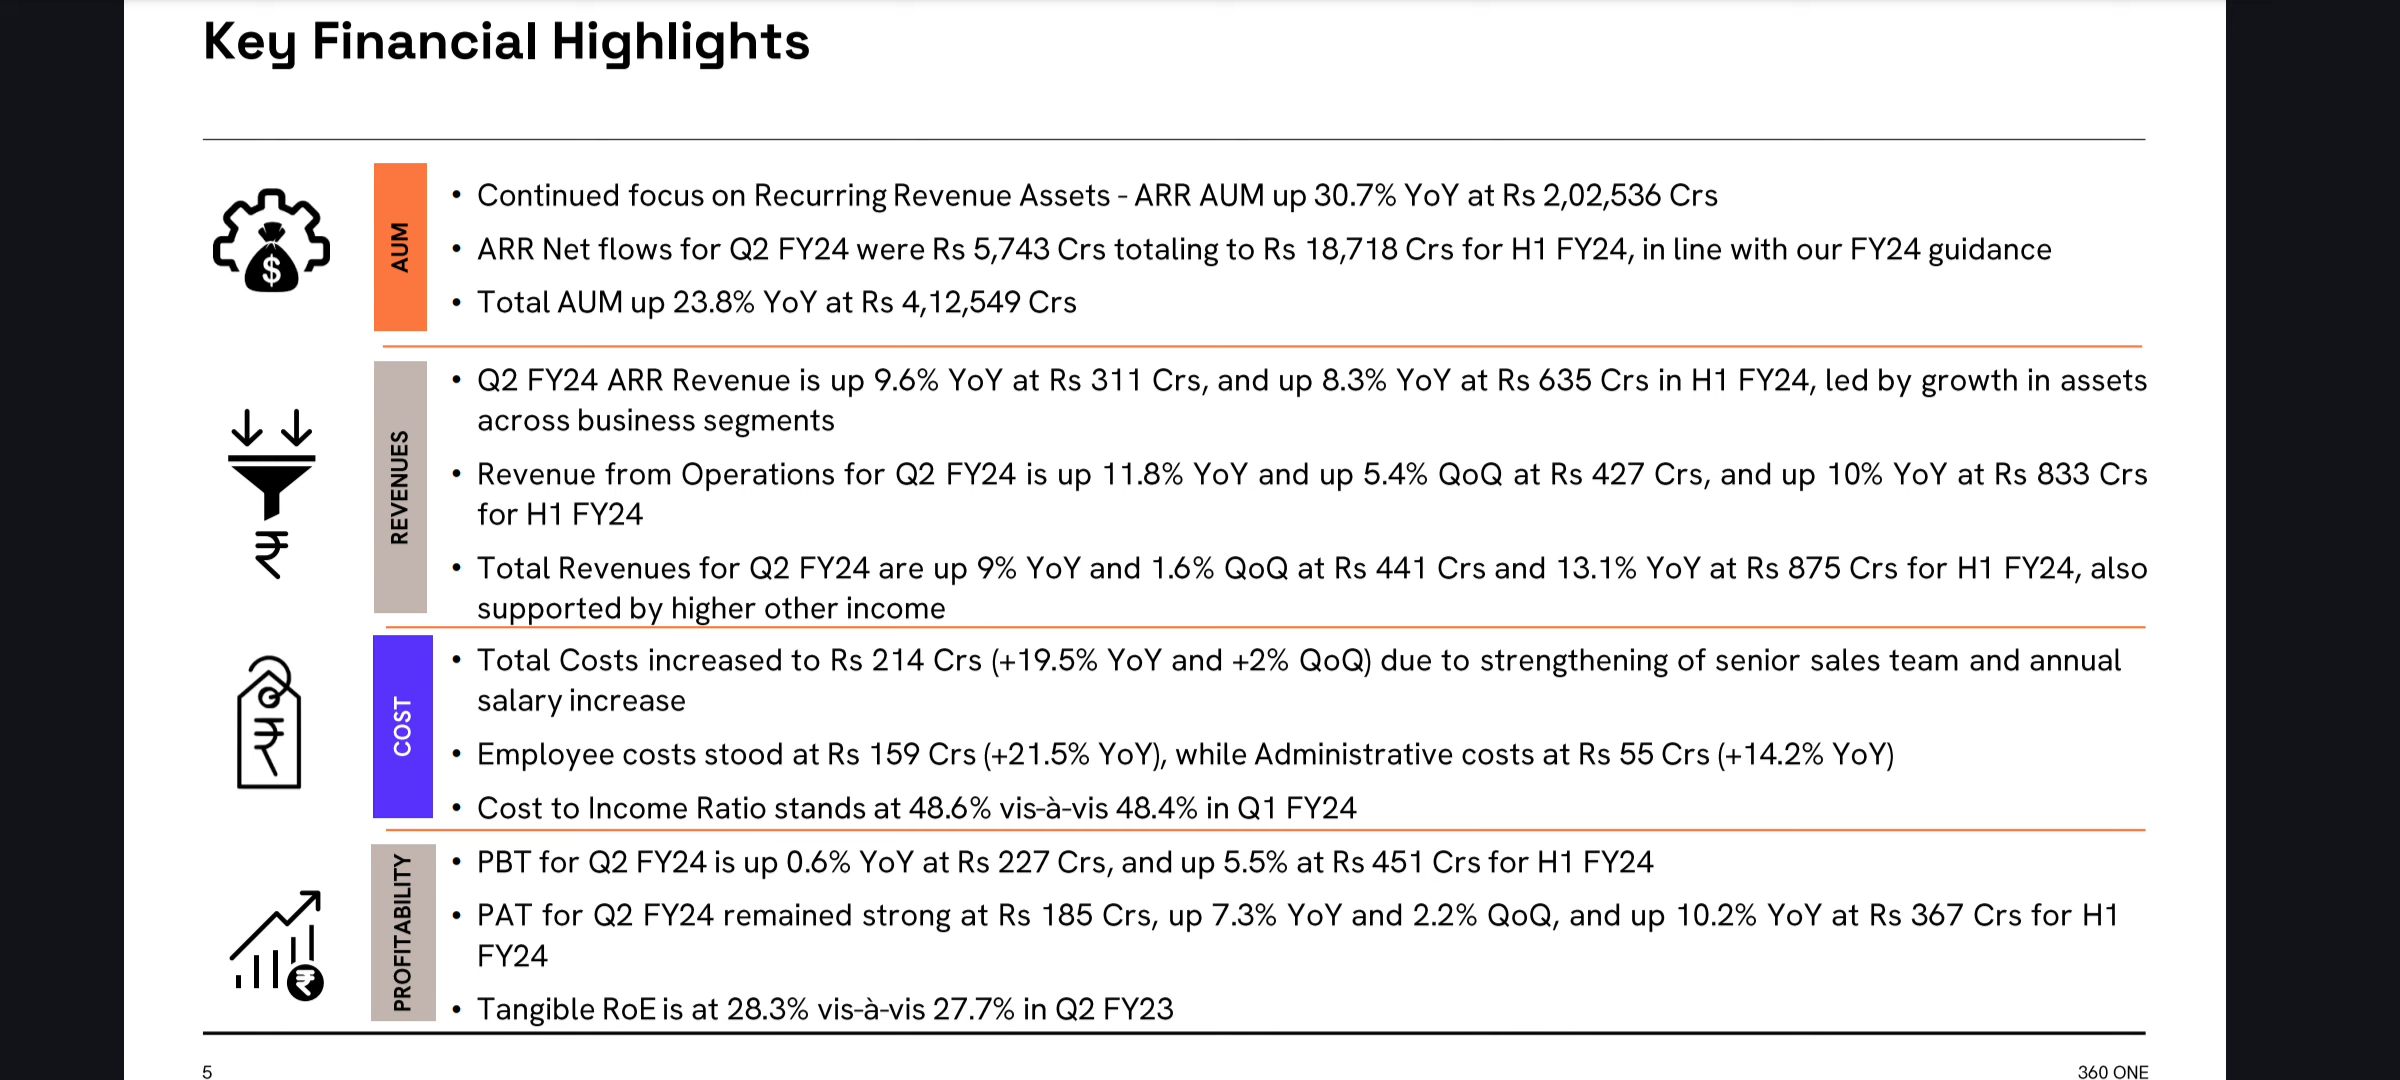 Key Financial Highlights
AUM
• Continued focus on Recurring Revenue Assets - ARR AUM up 30.7% YoY at Rs 2,02,536 Crs
• ARR Net flows for Q2 FY24 were Rs 5,743 Crs totaling to Rs 18,718 Crs for H1 FY24, in line with our FY24 guidance
• Total AUM up 23.8% YoY at Rs 4,12,549 Crs
REVENUES
• Q2 FY24 ARR Revenue is up 9.6% YoY at Rs 311 Crs, and up 8.3% YoY at Rs 635 Crs in H1 FY24, led by growth in assets
across business segments
• Revenue from Operations for Q2 FY24 is up 11.8% YoY and up 5.4% QoQ at Rs 427 Crs, and up 10% YoY at Rs 833 Crs
for H1 FY24
• Total Revenues for Q2 FY24 are up 9% YoY and 1.6% QoQ at Rs 441 Crs and 13.1% YoY at Rs 875 Crs for H1 FY24, also
supported by higher other income
COST
• Total Costs increased to Rs 214 Crs (+19.5% YoY and +2% QoQ) due to strengthening of senior sales team and annual
salary increase
• Employee costs stood at Rs 159 Crs (+21.5% YoY), while Administrative costs at Rs 55 Crs (+14.2% YoY)
• Cost to Income Ratio stands at 48.6% vis-à-vis 48.4% in Q1 FY24
PROFITABILITY
• PBT for Q2 FY24 is up 0.6% YoY at Rs 227 Crs, and up 5.5% at Rs 451 Crs for H1 FY24
• PAT for Q2 FY24 remained strong at Rs 185 Crs, up 7.3% YoY and 2.2% QoQ, and up 10.2% YoY at Rs 367 Crs for H1
FY24
• Tangible RoE is at 28.3% vis-à-vis 27.7% in Q2 FY23
5
360 ONE